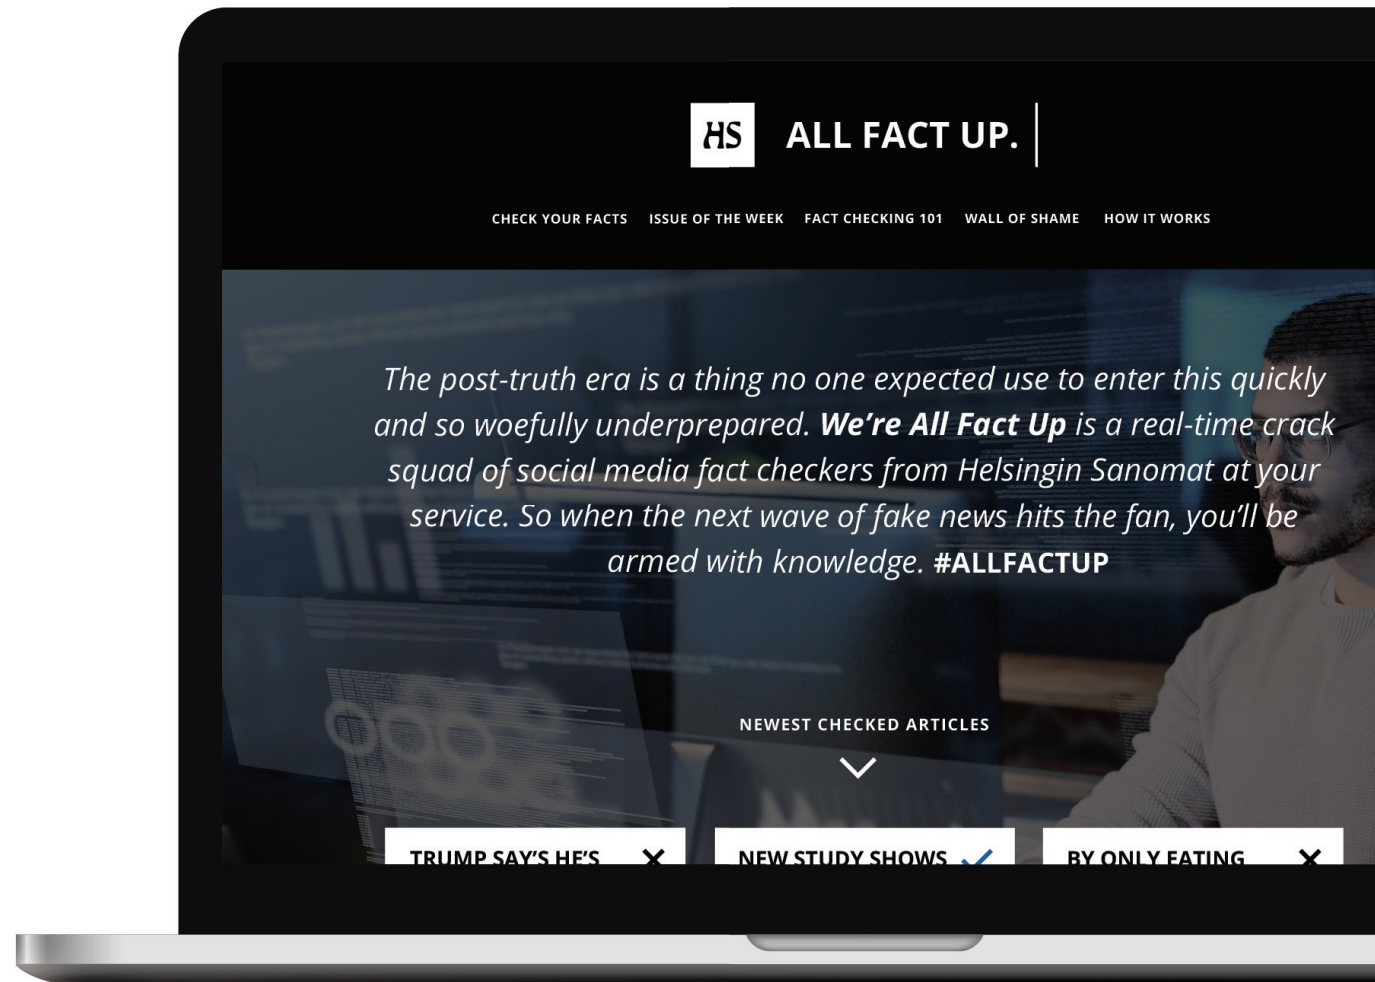 HS ALL FACT UP.
CHECK YOUR FACTS ISSUE OF THE WEEK FACT CHECKING 101 WALL OF SHAME HOW IT WORKS
The post-truth era is a thing no one expected use to enter this quickly
and so woefully underprepared. We're All Fact Up is a real-time crack
squad of social media fact checkers from Helsingin Sanomat at your
service. So when the next wave of fake news hits the fan, you'll be
armed with knowledge. #ALLFACTUP
NEWEST CHECKED ARTICLES
TRUMP SAY'S HE'S
NEW STUDY SHOWS
BY ONLY EATING